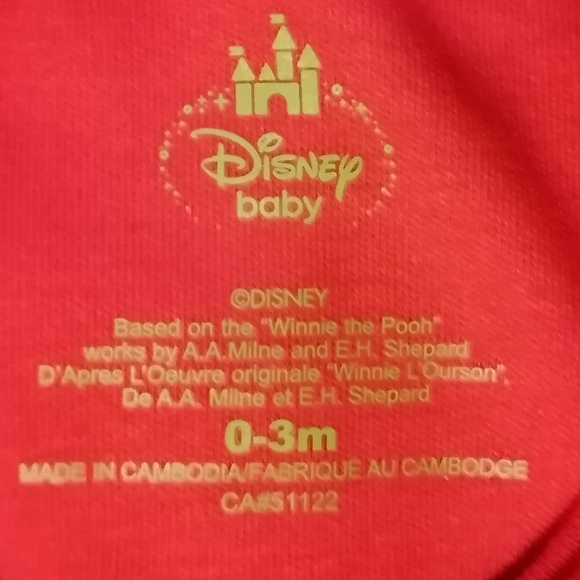 Disney
baby
©DISNEY
Based on the "Winnie the Pooh"
works by A.A.Milne and E.H. Shepard
D'Apres L'Oeuvre originale "Winnie L'Ourson",
De A.A. Milne et E.H. Shepard
0-3m
MADE IN CAMBODIA/FABRIQUÉ AU CAMBODGE
CA#51122